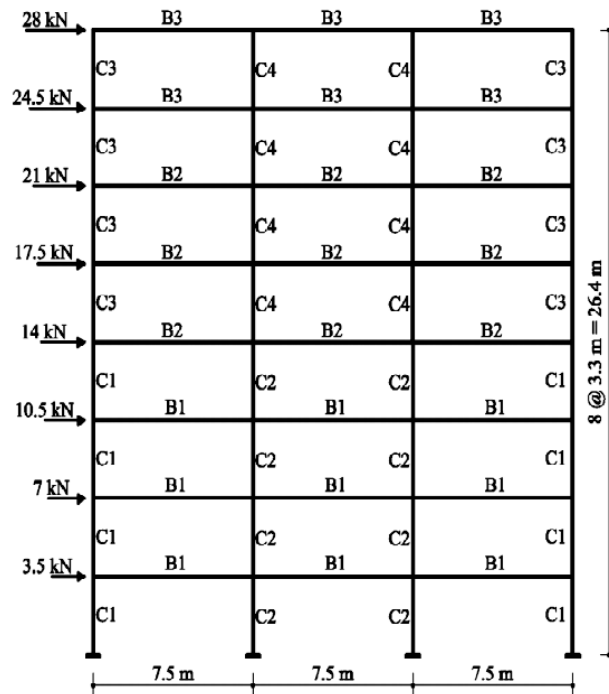 28 kN B3 B3 B3
C3 C4 C4 C3
24.5 kN B3 B3 B3
C3 C4 C4 C3
21 kN B2 B2 B2
C3 C4 C4 C3
17.5 kN B2 B2 B2
C3 C4 C4 C3
14 kN B2 B2 B2
C1 C2 C2 C1
10.5 kN B1 B1 B1
C1 C2 C2 C1
7 kN B1 B1 B1
C1 C2 C2 C1
3.5 kN B1 B1 B1
C1 C2 C2 C1
7.5 m 7.5 m 7.5 m
8 @ 3.3 m = 26.4 m